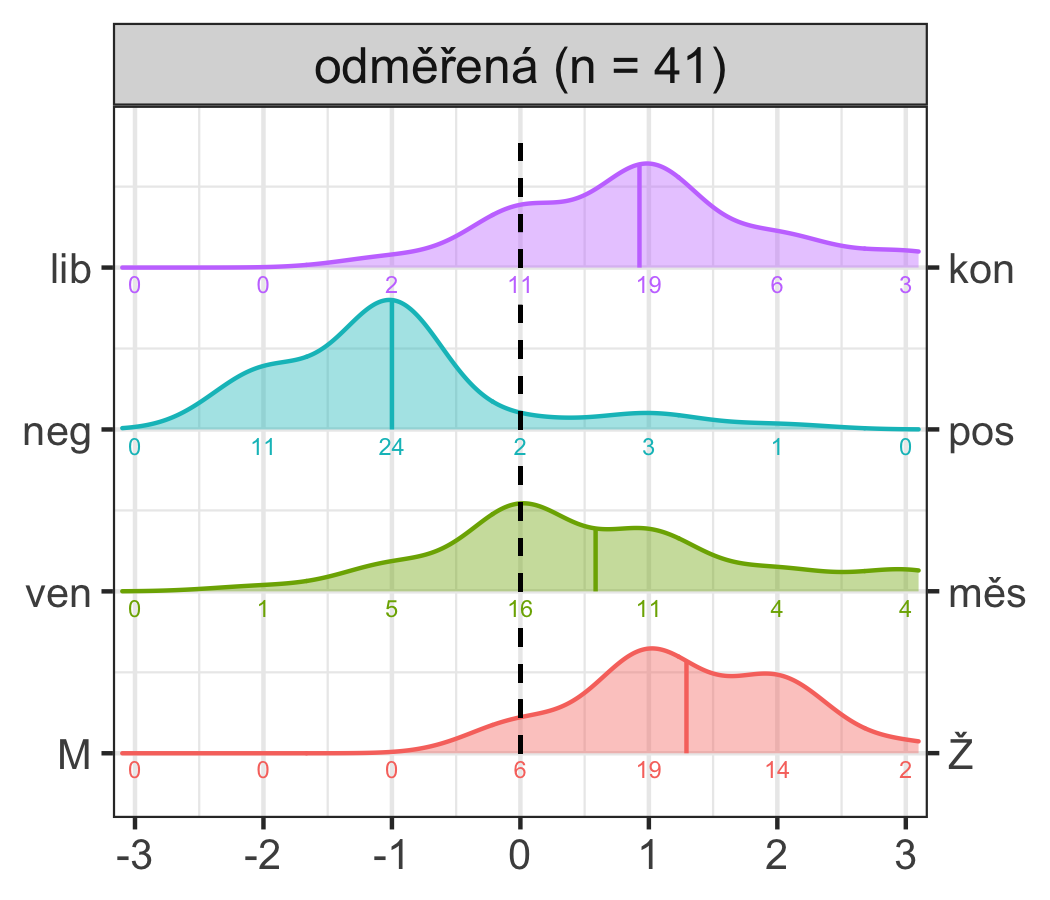 odměřená (n = 41)
lib kon
0 0 2 11 19 6 3
neg pos
0 11 24 2 3 1 0
ven měs
0 1 5 16 11 4 4
M Ž
0 0 0 6 19 14 2
-3 -2 -1 0 1 2 3